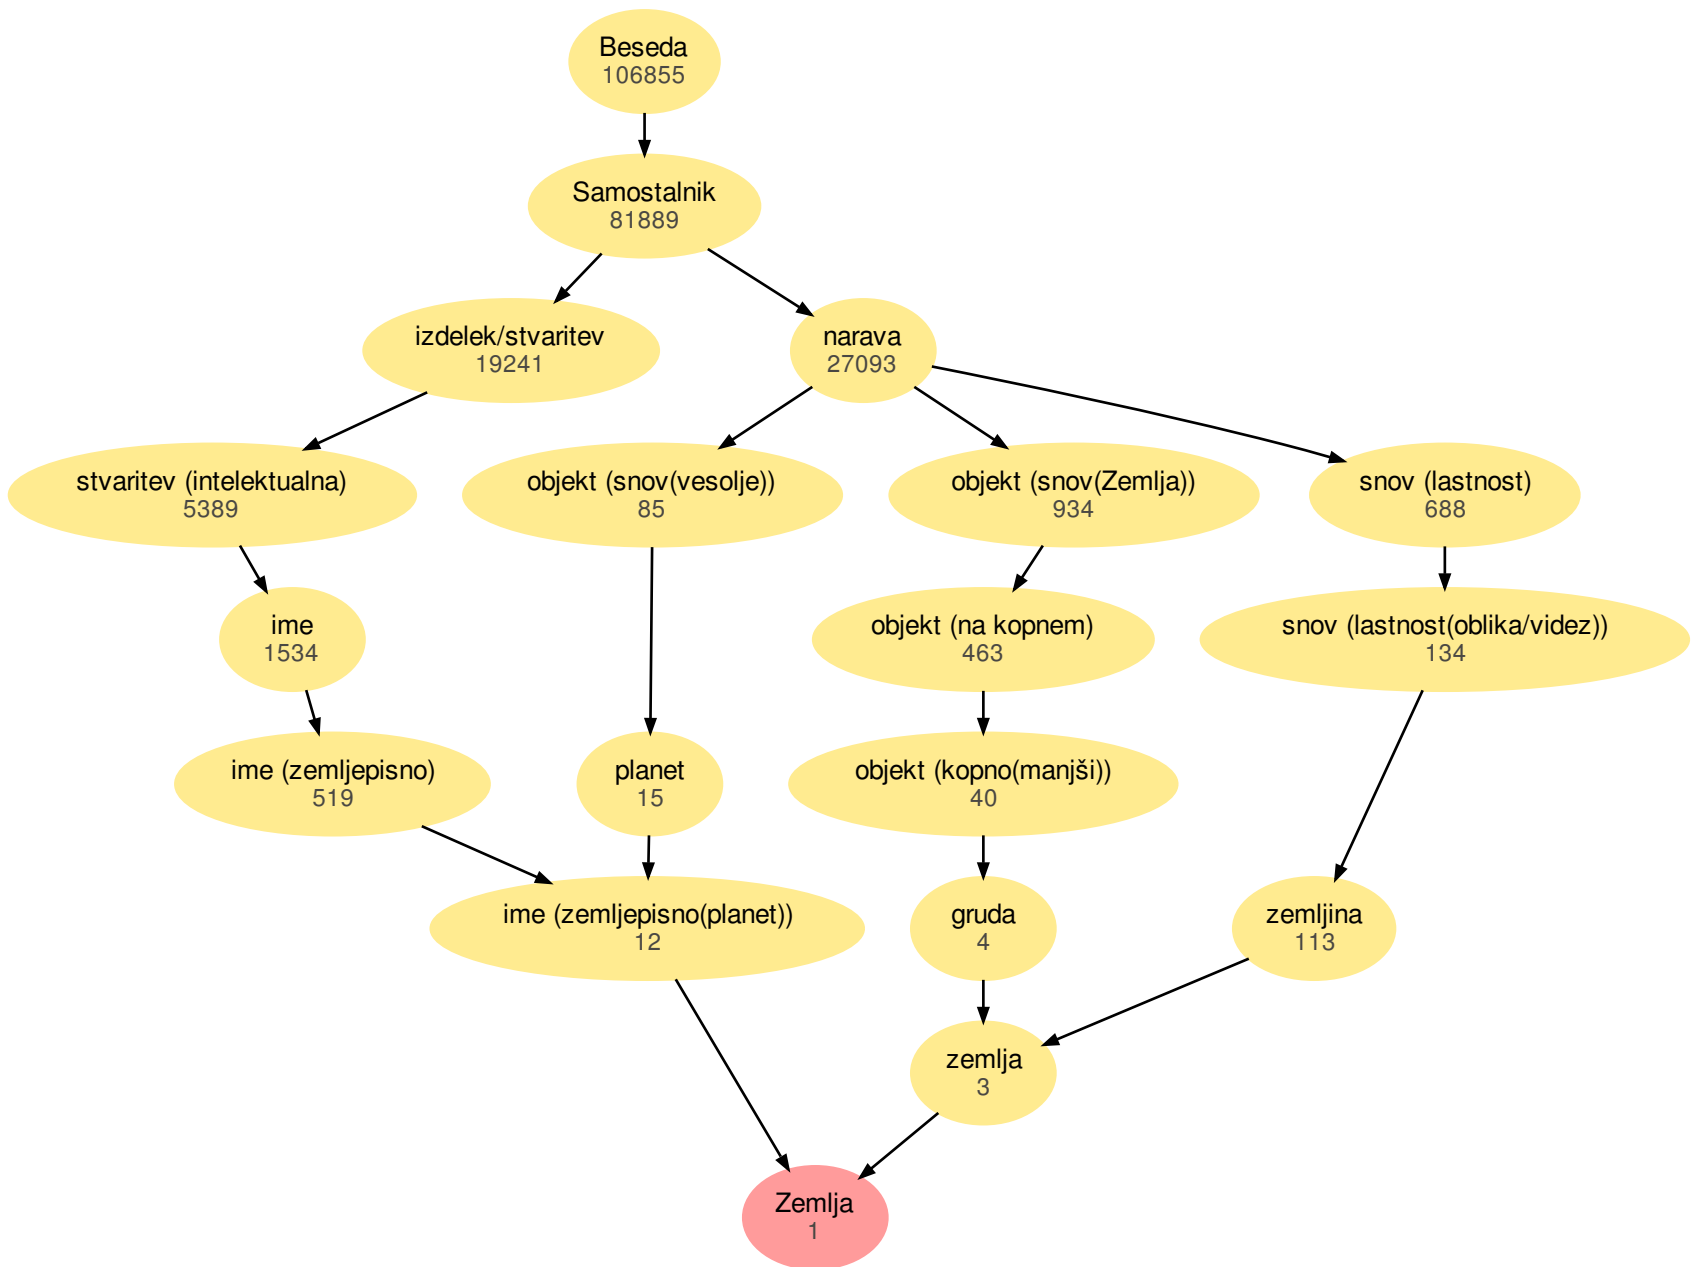 Beseda
106855
Samostalnik
81889
izdelek/stvaritev
19241
narava
27093
stvaritev (intelektualna)
5389
objekt (snov(vesolje))
85
objekt (snov(Zemlja))
934
snov (lastnost)
688
ime
1534
objekt (na kopnem)
463
snov (lastnost(oblika/videz))
134
ime (zemljepisno)
519
planet
15
objekt (kopno(manjši))
40
ime (zemljepisno(planet))
12
gruda
4
zemljina
113
zemlja
3
Zemlja
1